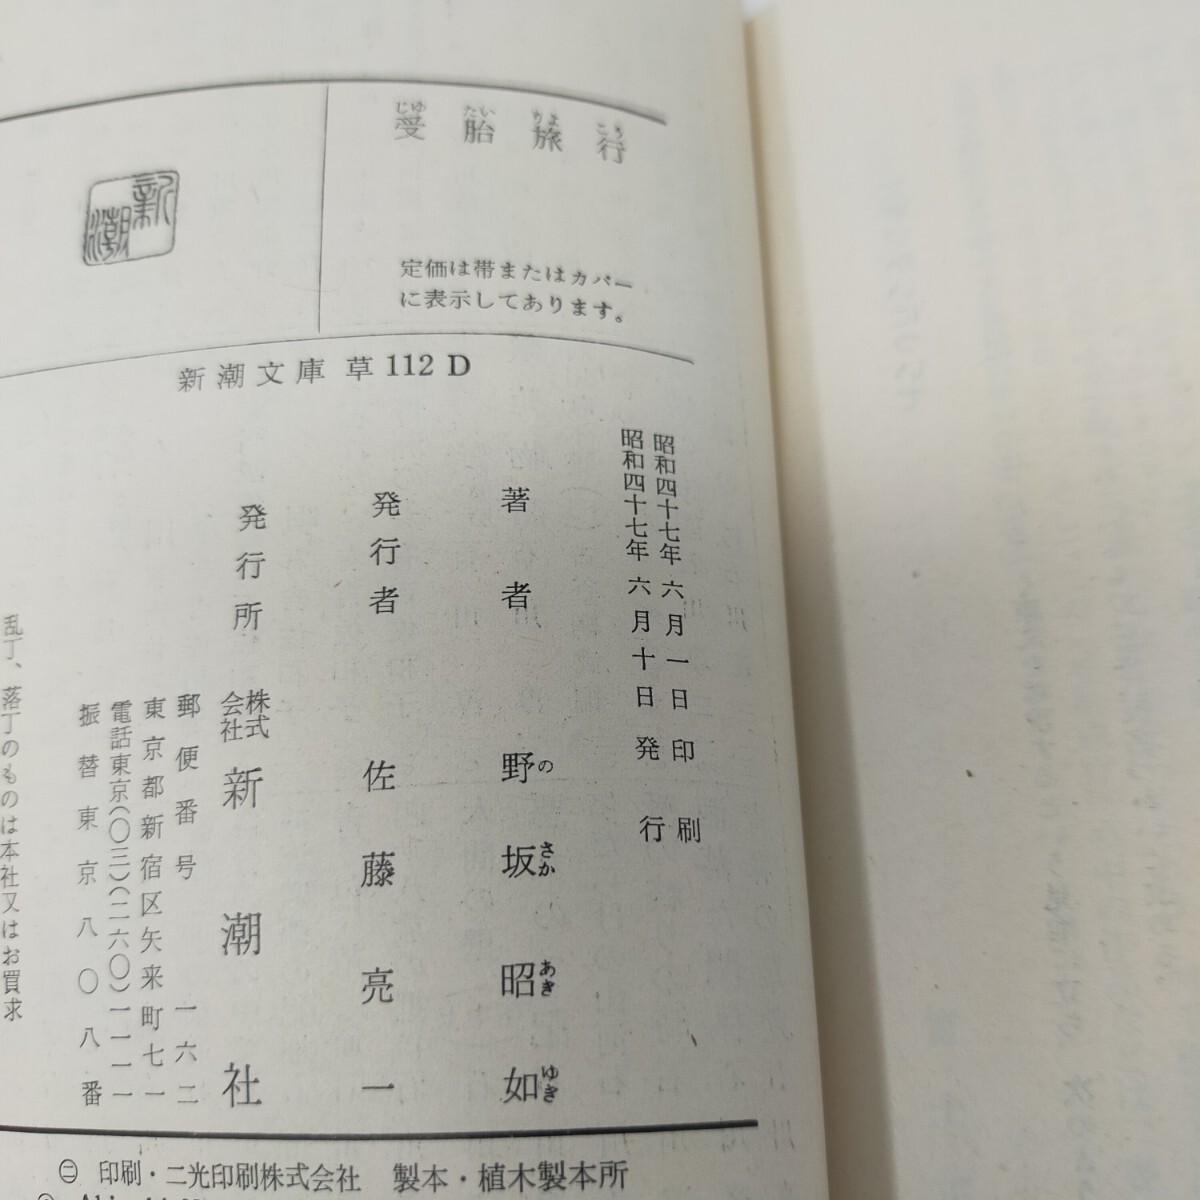 受胎旅行
じゅ たい りよ こう
定価は帯またはカバー
に表示してあります。
新潮
新潮文庫 草112D
昭和四十七年六月一日印刷
昭和四十七年六月十日発行
著者 野坂昭如
の さか あき ゆき
発行者 佐藤亮一
発行所 株式会社 新潮社
郵便番号 一六二
東京都新宿区矢来町七一
電話東京(〇三)(二六〇)一一一一
振替東京八〇八番
乱丁、落丁のものは本社又はお買求
㊁ 印刷・二光印刷株式会社 製本・植木製本所